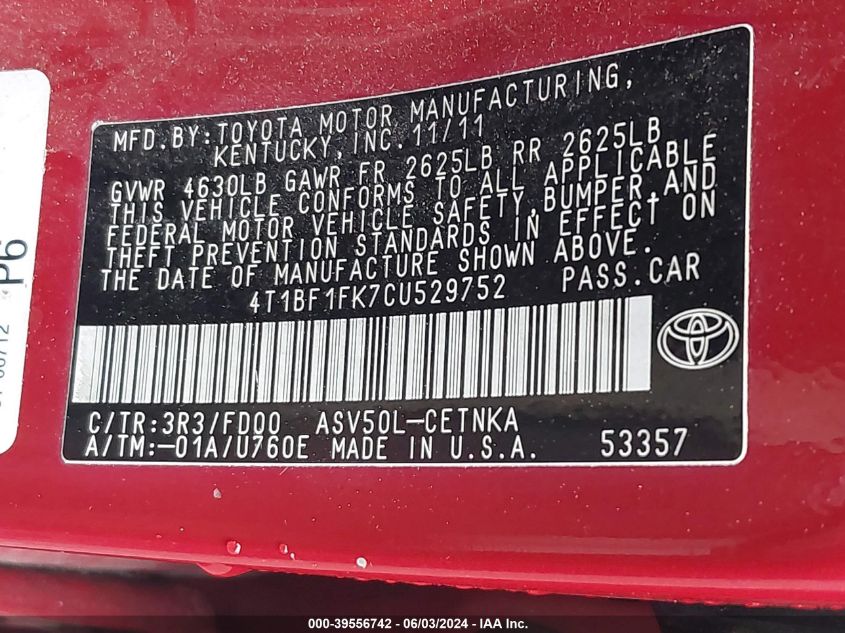 MFD.BY:TOYOTA MOTOR MANUFACTURING,
KENTUCKY, INC. 11/11
GVWR 4630LB GAWR FR 2625LB RR 2625LB
THIS VEHICLE CONFORMS TO ALL APPLICABLE
FEDERAL MOTOR VEHICLE SAFETY,BUMPER,AND
THEFT PREVENTION STANDARDS IN EFFECT ON
THE DATE OF MANUFACTURE SHOWN ABOVE.
4T1BF1FK7CU529752 PASS.CAR
C/TR:3R3/FD00 ASV50L-CETNKA
A/TM:-01A/U760E MADE IN U.S.A. 53357
P6
000-39556742 - 06/03/2024 - IAA Inc.